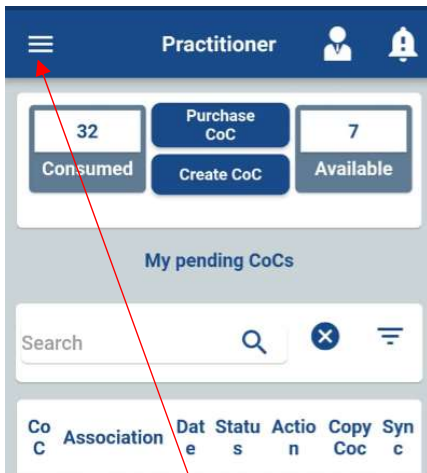 Practitioner
32
Consumed
Purchase
CoC
Create CoC
7
Available
My pending CoCs
Search
Co
C
Association
Dat
e
Statu
s
Actio
n
Copy
Coc
Syn
c